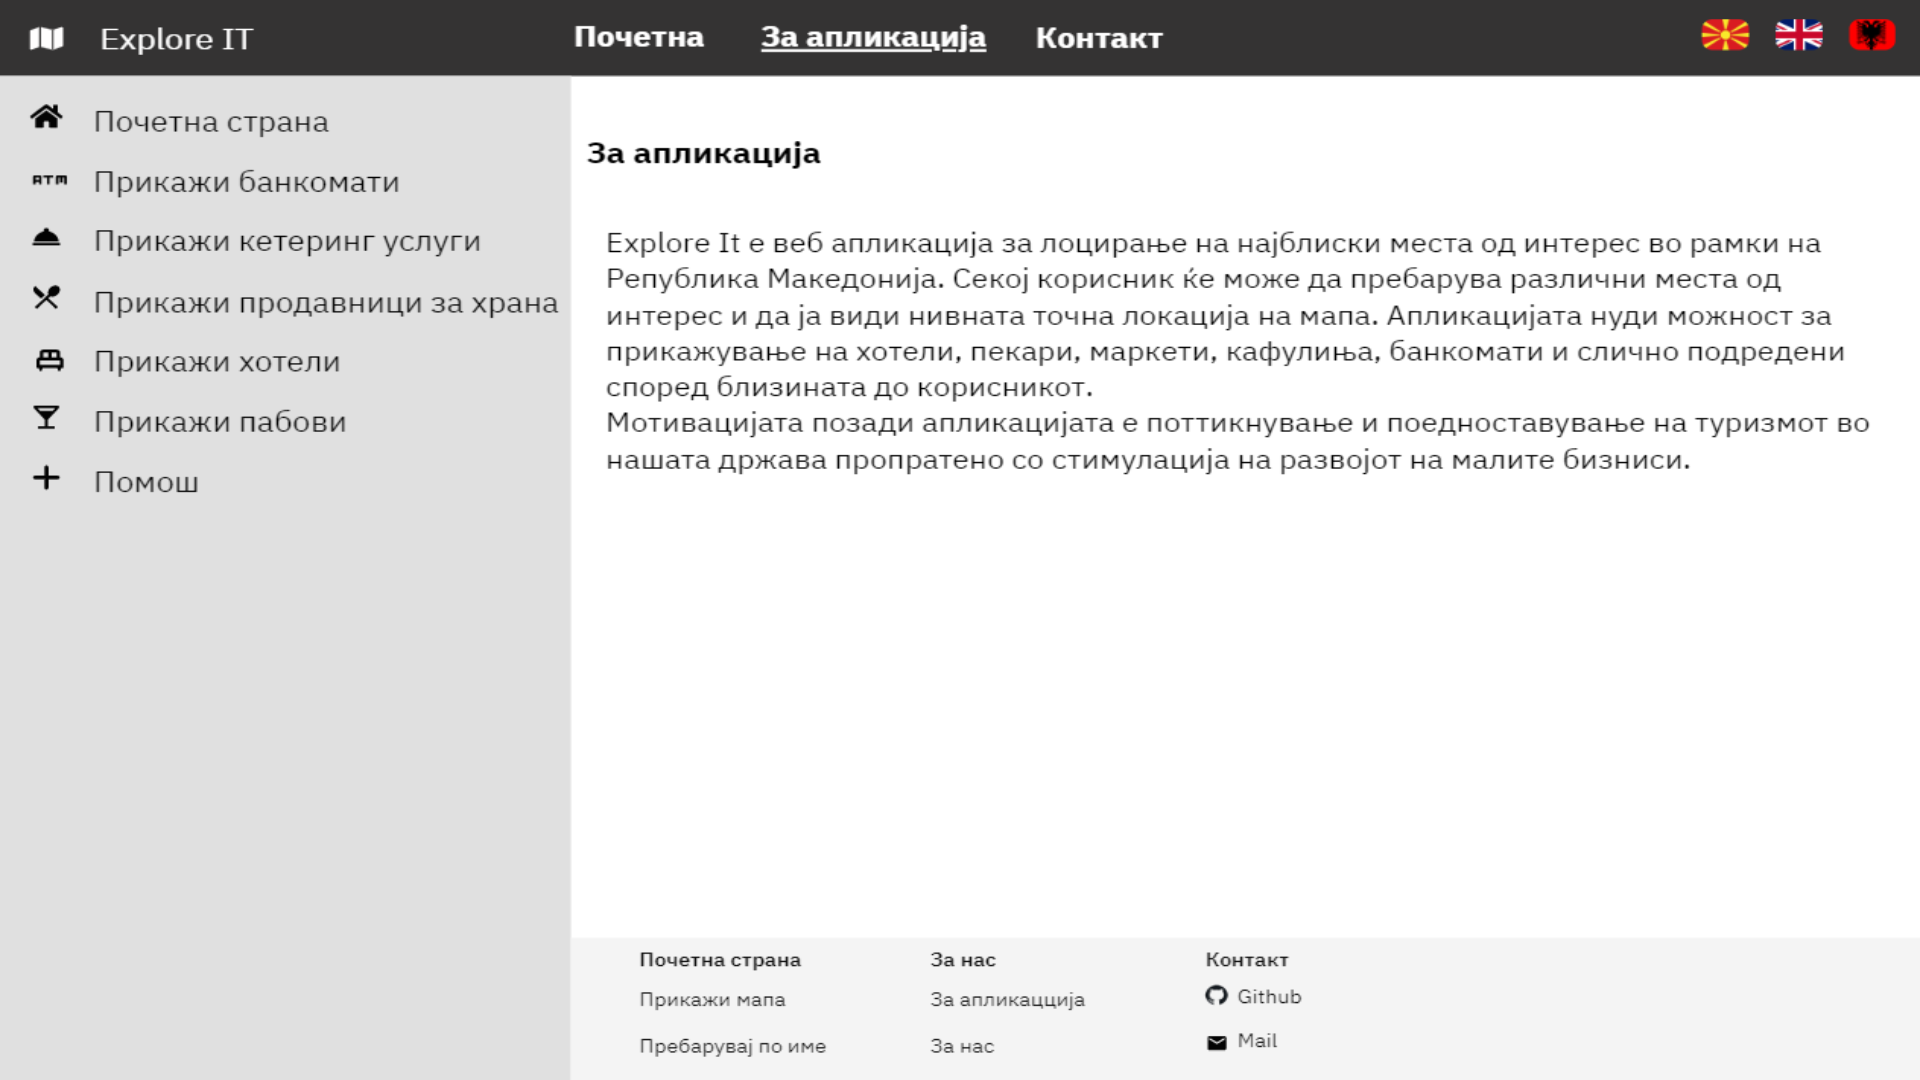 Explore IT
Почетна За апликација Контакт
Почетна страна
ATM Прикажи банкомати
Прикажи кетеринг услуги
Прикажи продавници за храна
Прикажи хотели
Прикажи пабови
Помош
За апликација
Explore It е веб апликација за лоцирање на најблиски места од интерес во рамки на
Република Македонија. Секој корисник ќе може да пребарува различни места од
интерес и да ја види нивната точна локација на мапа. Апликацијата нуди можност за
прикажување на хотели, пекари, маркети, кафулиња, банкомати и слично подредени
според близината до корисникот.
Мотивацијата позади апликацијата е поттикнување и поедноставување на туризмот во
нашата држава пропратено со стимулација на развојот на малите бизниси.
Почетна страна
Прикажи мапа
Пребарувај по име
За нас
За апликацција
За нас
Контакт
Github
Mail